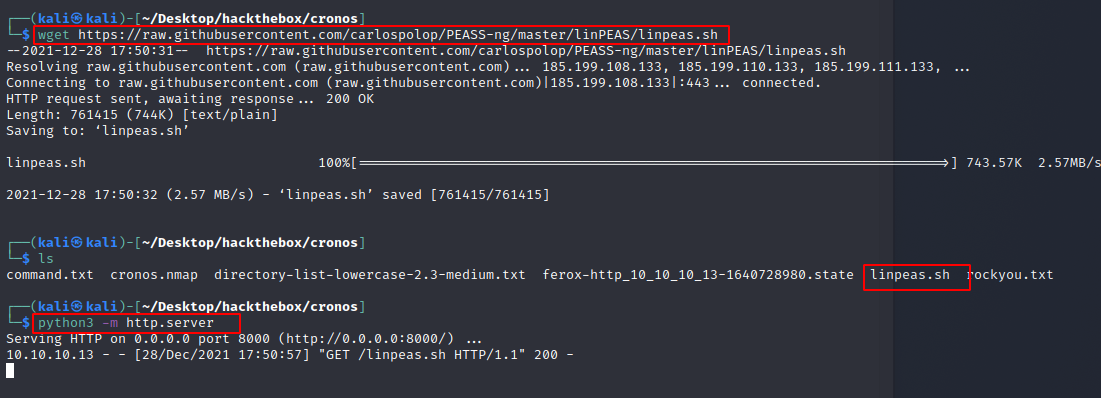 ┌──(kali㉿kali)-[~/Desktop/hackthebox/cronos]
└─$ wget https://raw.githubusercontent.com/carlospolop/PEASS-ng/master/linPEAS/linpeas.sh
--2021-12-28 17:50:31--  https://raw.githubusercontent.com/carlospolop/PEASS-ng/master/linPEAS/linpeas.sh
Resolving raw.githubusercontent.com (raw.githubusercontent.com)... 185.199.108.133, 185.199.110.133, 185.199.111.133, ...
Connecting to raw.githubusercontent.com (raw.githubusercontent.com)|185.199.108.133|:443... connected.
HTTP request sent, awaiting response... 200 OK
Length: 761415 (744K) [text/plain]
Saving to: ‘linpeas.sh’
linpeas.sh 100%[===================================================>] 743.57K 2.57MB/s
2021-12-28 17:50:32 (2.57 MB/s) - ‘linpeas.sh’ saved [761415/761415]
┌──(kali㉿kali)-[~/Desktop/hackthebox/cronos]
└─$ ls
command.txt  cronos.nmap  directory-list-lowercase-2.3-medium.txt  ferox-http_10_10_10_13-1640728980.state  linpeas.sh  rockyou.txt
┌──(kali㉿kali)-[~/Desktop/hackthebox/cronos]
└─$ python3 -m http.server
Serving HTTP on 0.0.0.0 port 8000 (http://0.0.0.0:8000/) ...
10.10.10.13 - - [28/Dec/2021 17:50:57] "GET /linpeas.sh HTTP/1.1" 200 -